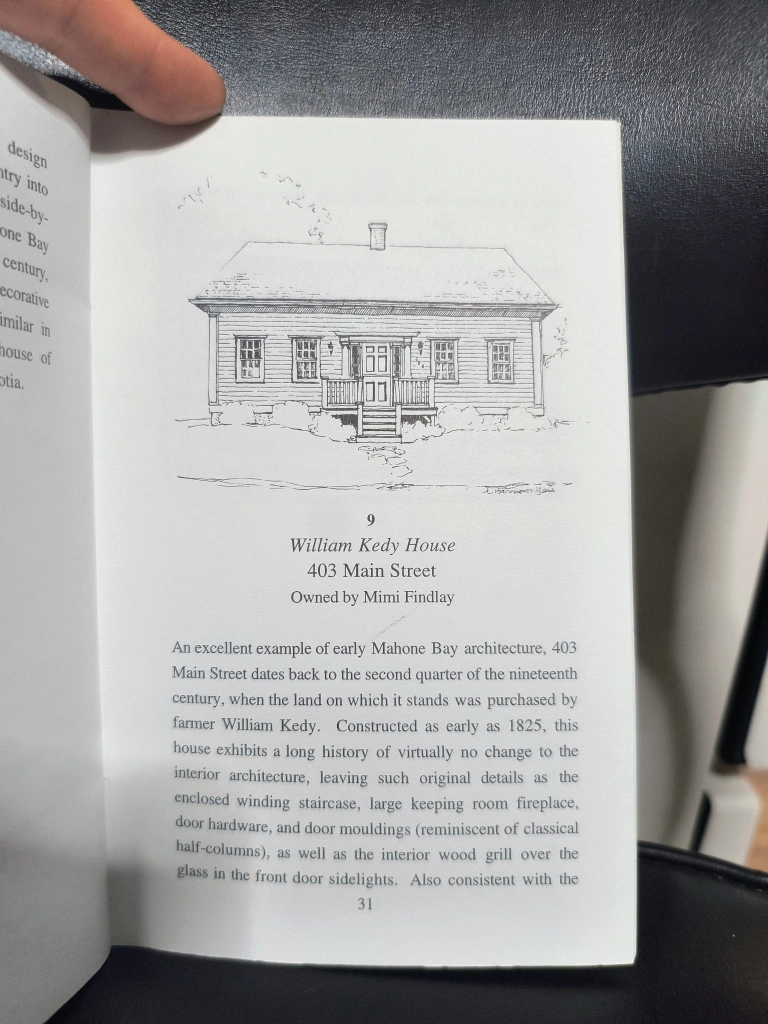 design
ntry into
side-by-
one Bay
century,
ecorative
imilar in
house of
otia.
9
William Kedy House
403 Main Street
Owned by Mimi Findlay
An excellent example of early Mahone Bay architecture, 403
Main Street dates back to the second quarter of the nineteenth
century, when the land on which it stands was purchased by
farmer William Kedy. Constructed as early as 1825, this
house exhibits a long history of virtually no change to the
interior architecture, leaving such original details as the
enclosed winding staircase, large keeping room fireplace,
door hardware, and door mouldings (reminiscent of classical
half-columns), as well as the interior wood grill over the
glass in the front door sidelights. Also consistent with the
31